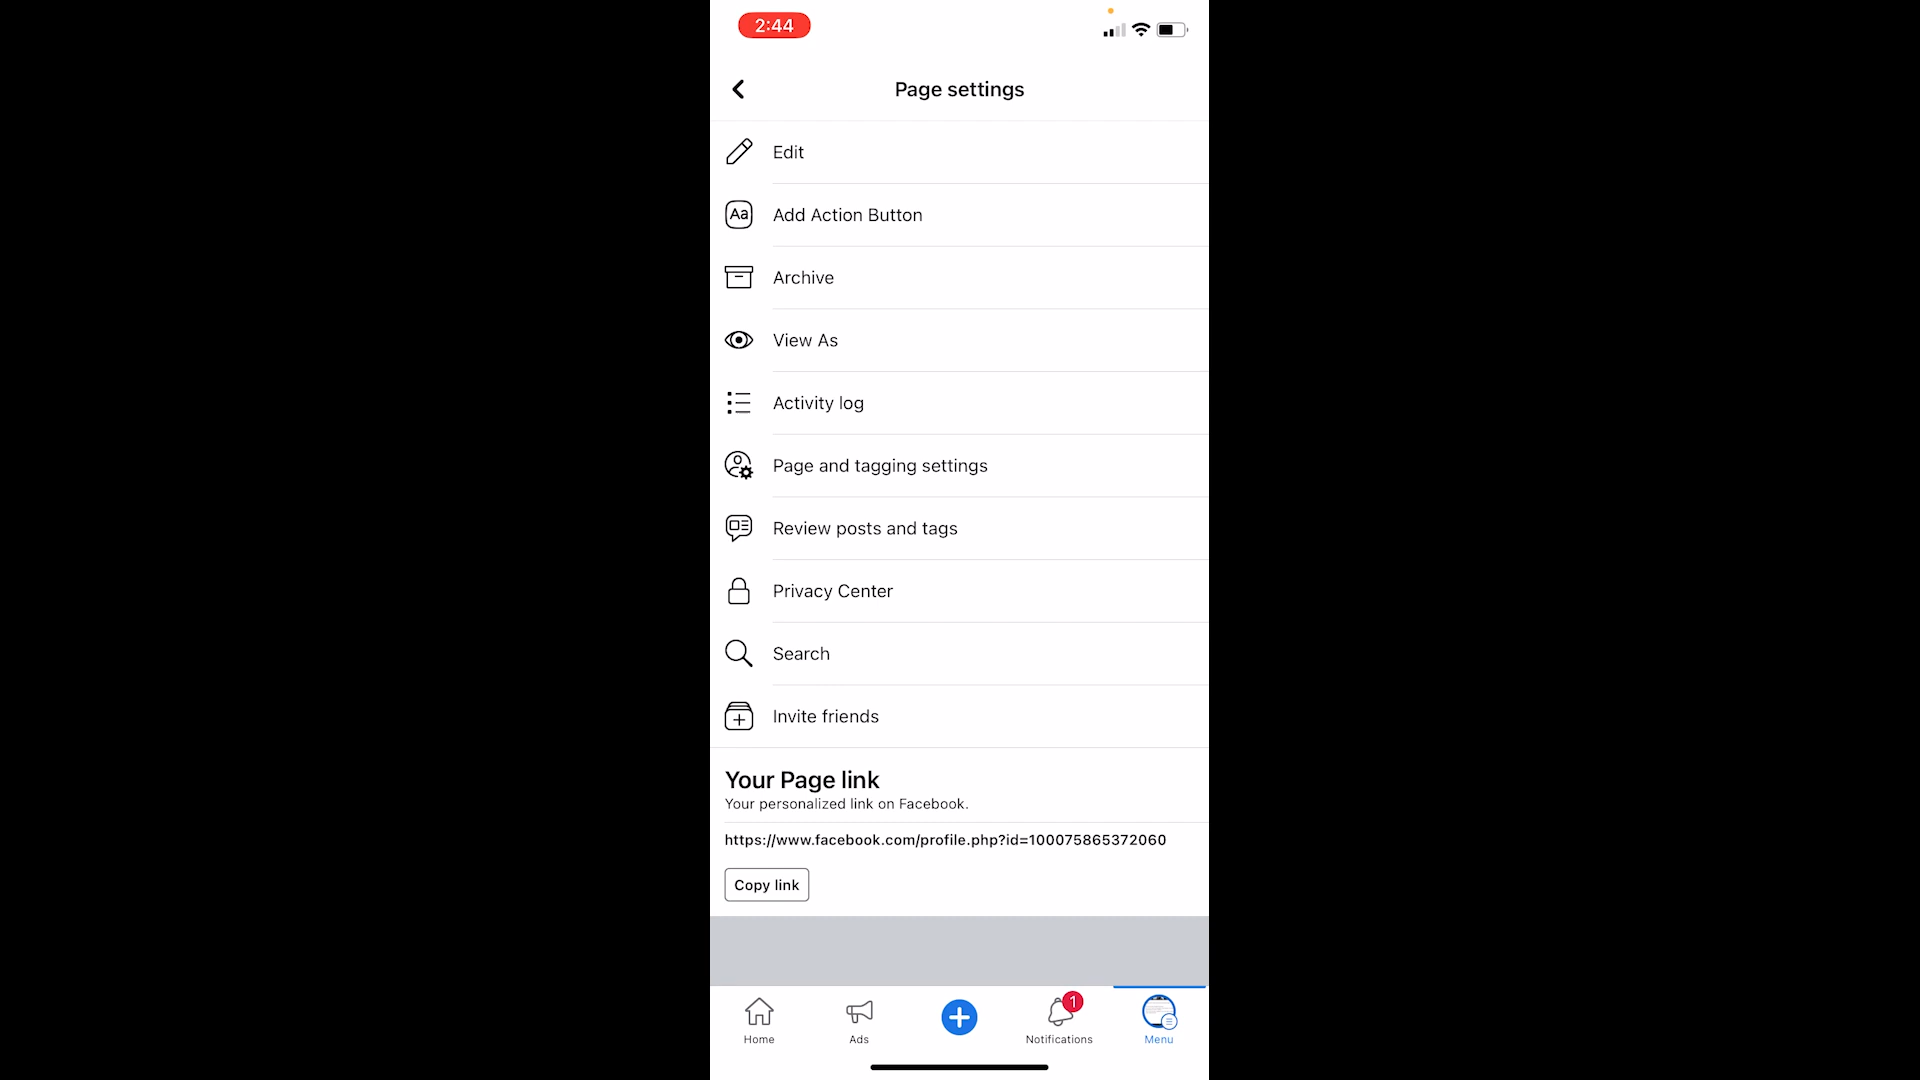 2:44
Page settings
Edit
Aa Add Action Button
Archive
View As
Activity log
Page and tagging settings
Review posts and tags
Privacy Center
Search
Invite friends
Your Page link
Your personalized link on Facebook.
https://www.facebook.com/profile.php?id=100075865372060
Copy link
1
Home Ads Notifications Menu